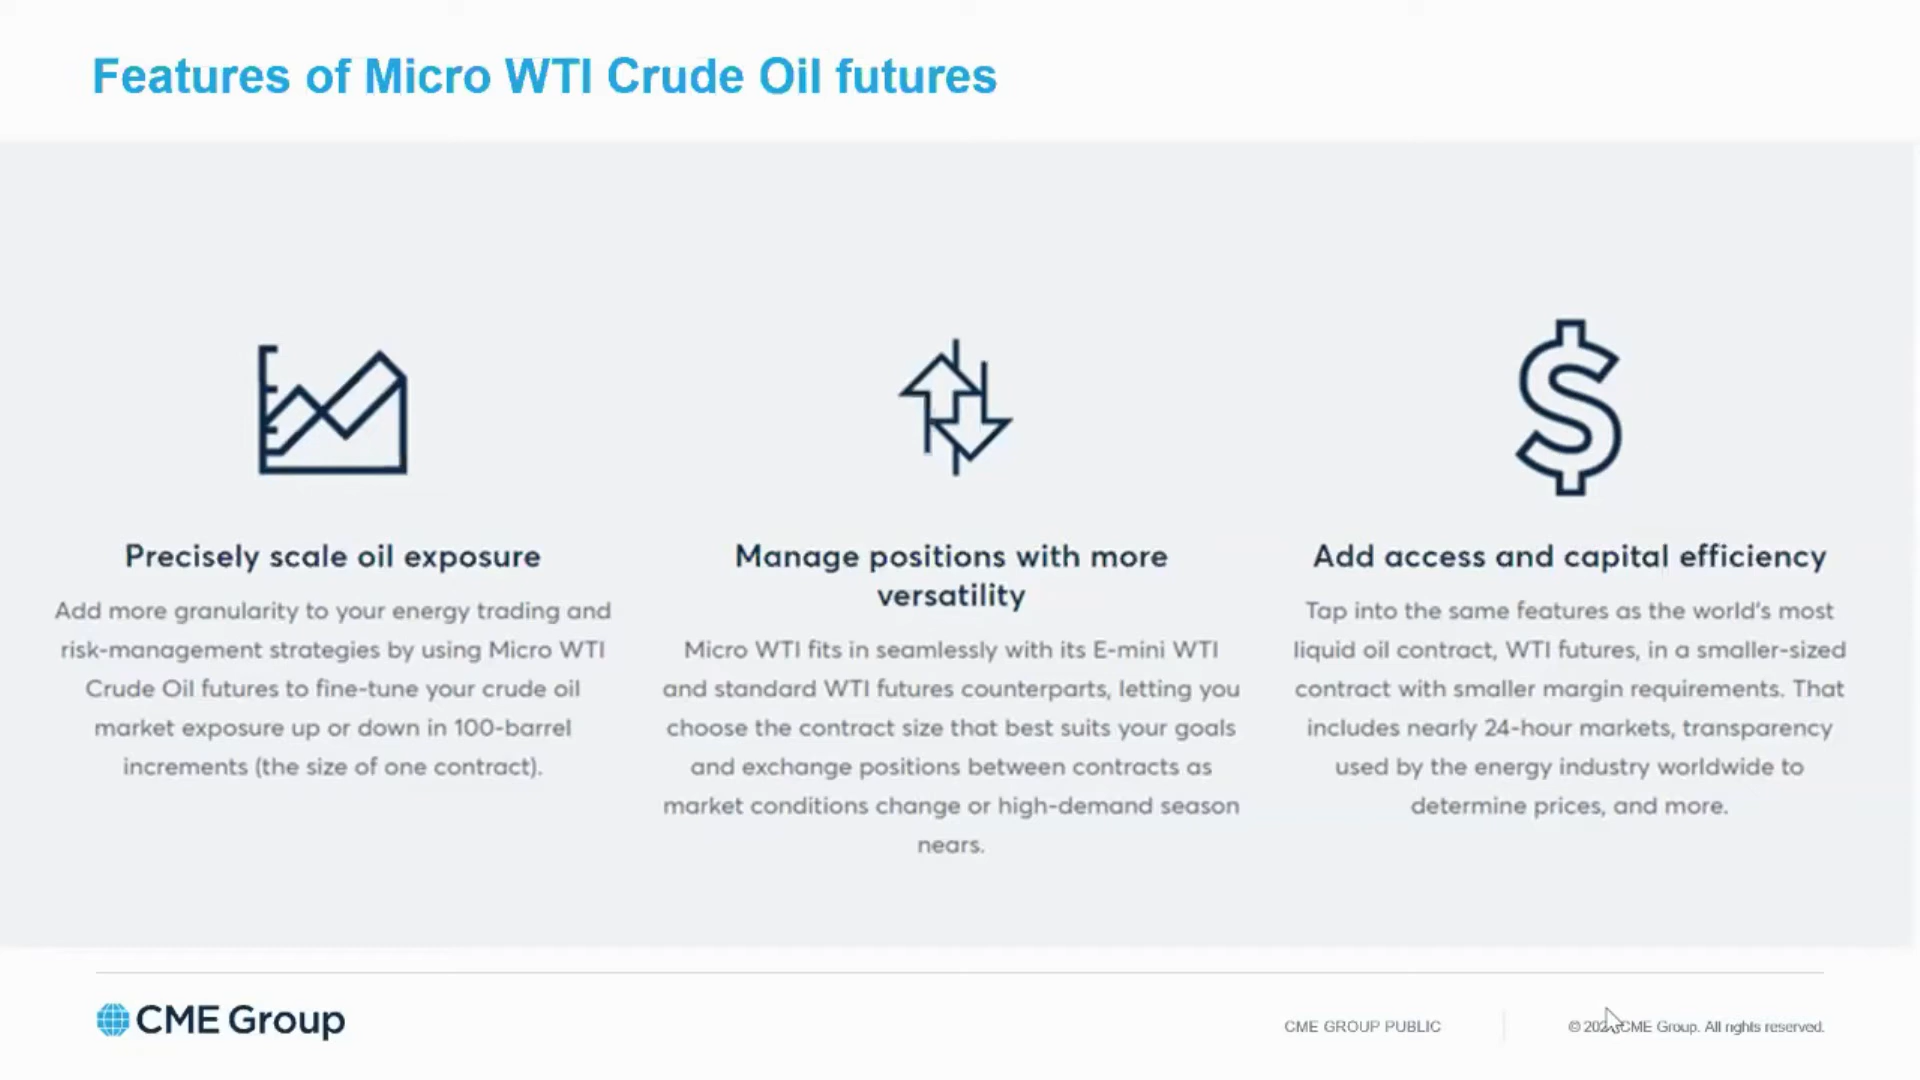 Features of Micro WTI Crude Oil futures
Precisely scale oil exposure
Add more granularity to your energy trading and
risk-management strategies by using Micro WTI
Crude Oil futures to fine-tune your crude oil
market exposure up or down in 100-barrel
increments (the size of one contract).
Manage positions with more
versatility
Micro WTI fits in seamlessly with its E-mini WTI
and standard WTI futures counterparts, letting you
choose the contract size that best suits your goals
and exchange positions between contracts as
market conditions change or high-demand season
nears.
Add access and capital efficiency
Tap into the same features as the world's most
liquid oil contract, WTI futures, in a smaller-sized
contract with smaller margin requirements. That
includes nearly 24-hour markets, transparency
used by the energy industry worldwide to
determine prices, and more.
CME Group
CME GROUP PUBLIC
© CME Group. All rights reserved.